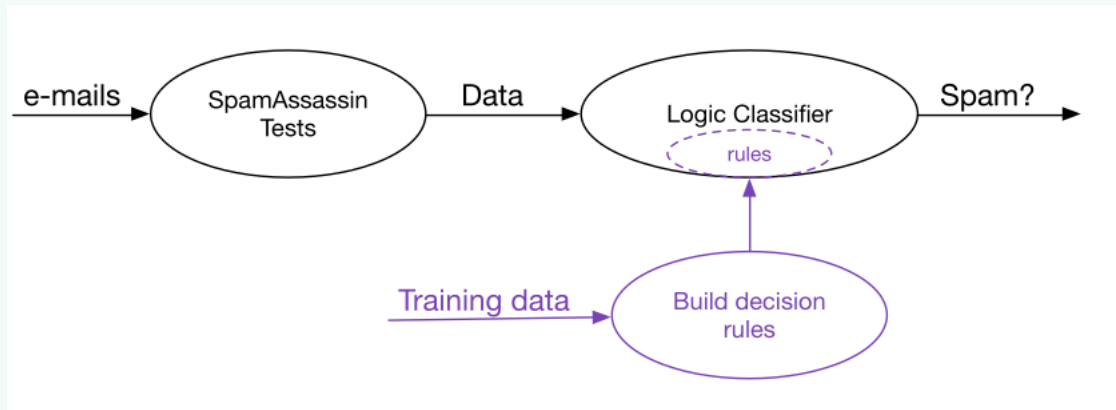 e-mails
SpamAssassin
Tests
Data
Logic Classifier
rules
Spam?
Training data
Build decision
rules